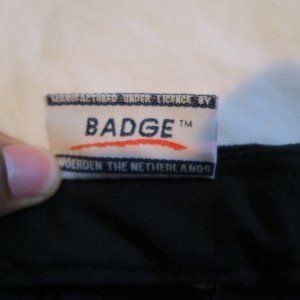 MANUFACTURED UNDER LICENCE BY
BADGE™
WOERDEN THE NETHERLANDS